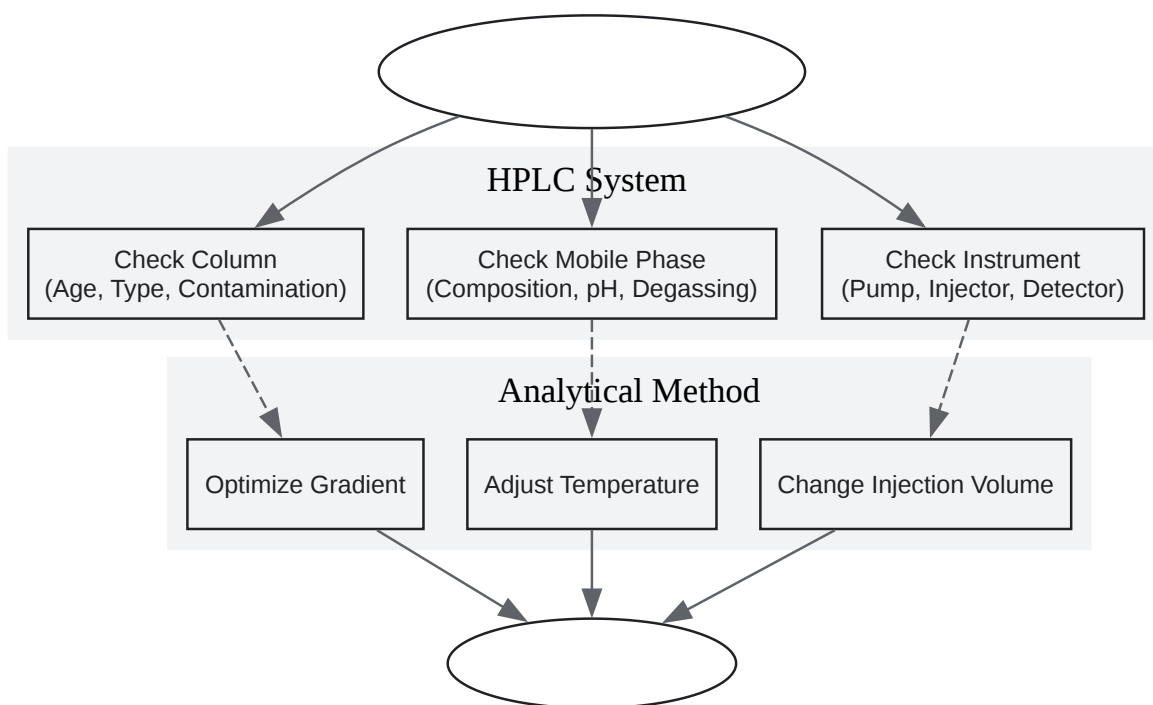 HPLC System
Check Column
(Age, Type, Contamination)
Check Mobile Phase
(Composition, pH, Degassing)
Check Instrument
(Pump, Injector, Detector)
Analytical Method
Optimize Gradient
Adjust Temperature
Change Injection Volume